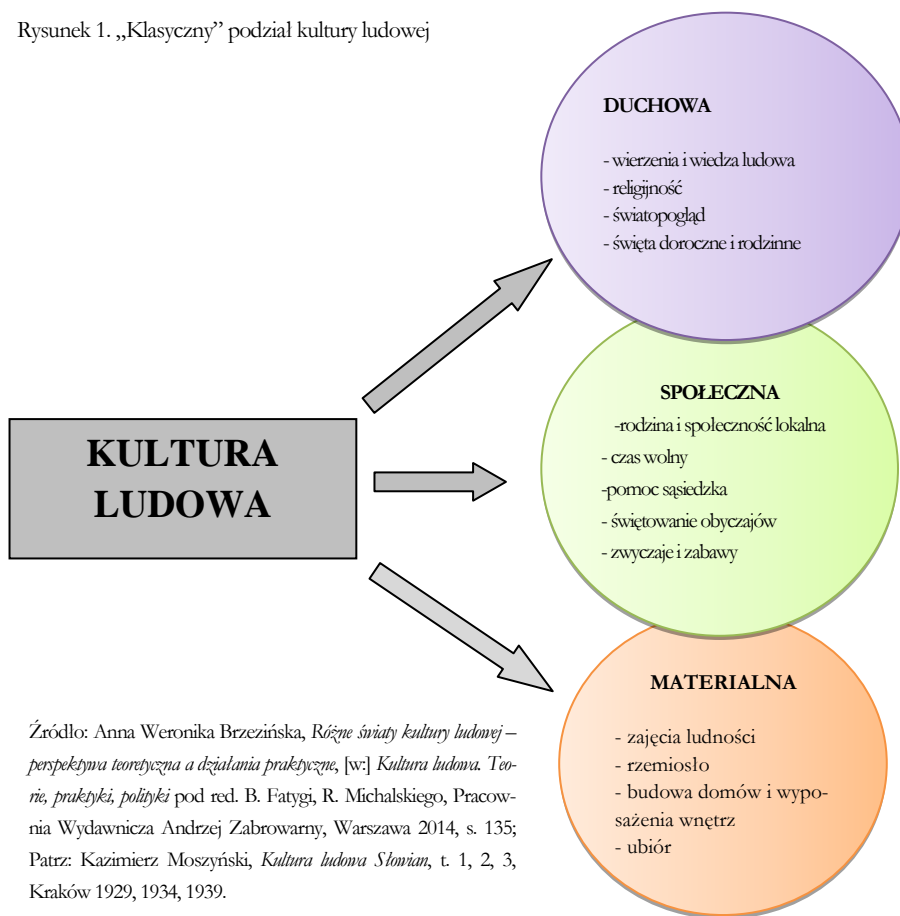 Rysunek 1. „Klasyczny” podział kultury ludowej
DUCHOWA
- wierzenia i wiedza ludowa
- religijność
- światopogląd
- święta doroczne i rodzinne
KULTURA
LUDOWA
SPOŁECZNA
-rodzina i społeczność lokalna
- czas wolny
-pomoc sąsiedzka
- świętowanie obyczajów
- zwyczaje i zabawy
MATERIALNA
- zajęcia ludności
- rzemiosło
- budowa domów i wypo-
sażenia wnętrz
- ubiór
Źródło: Anna Weronika Brzezińska, Różne światy kultury ludowej –
perspektywa teoretyczna a działania praktyczne, [w:] Kultura ludowa. Teo-
rie, praktyki, polityki pod red. B. Fatygi, R. Michalskiego, Pracow-
nia Wydawnicza Andrzej Zabrowarny, Warszawa 2014, s. 135;
Patrz: Kazimierz Moszyński, Kultura ludowa Słowian, t. 1, 2, 3,
Kraków 1929, 1934, 1939.